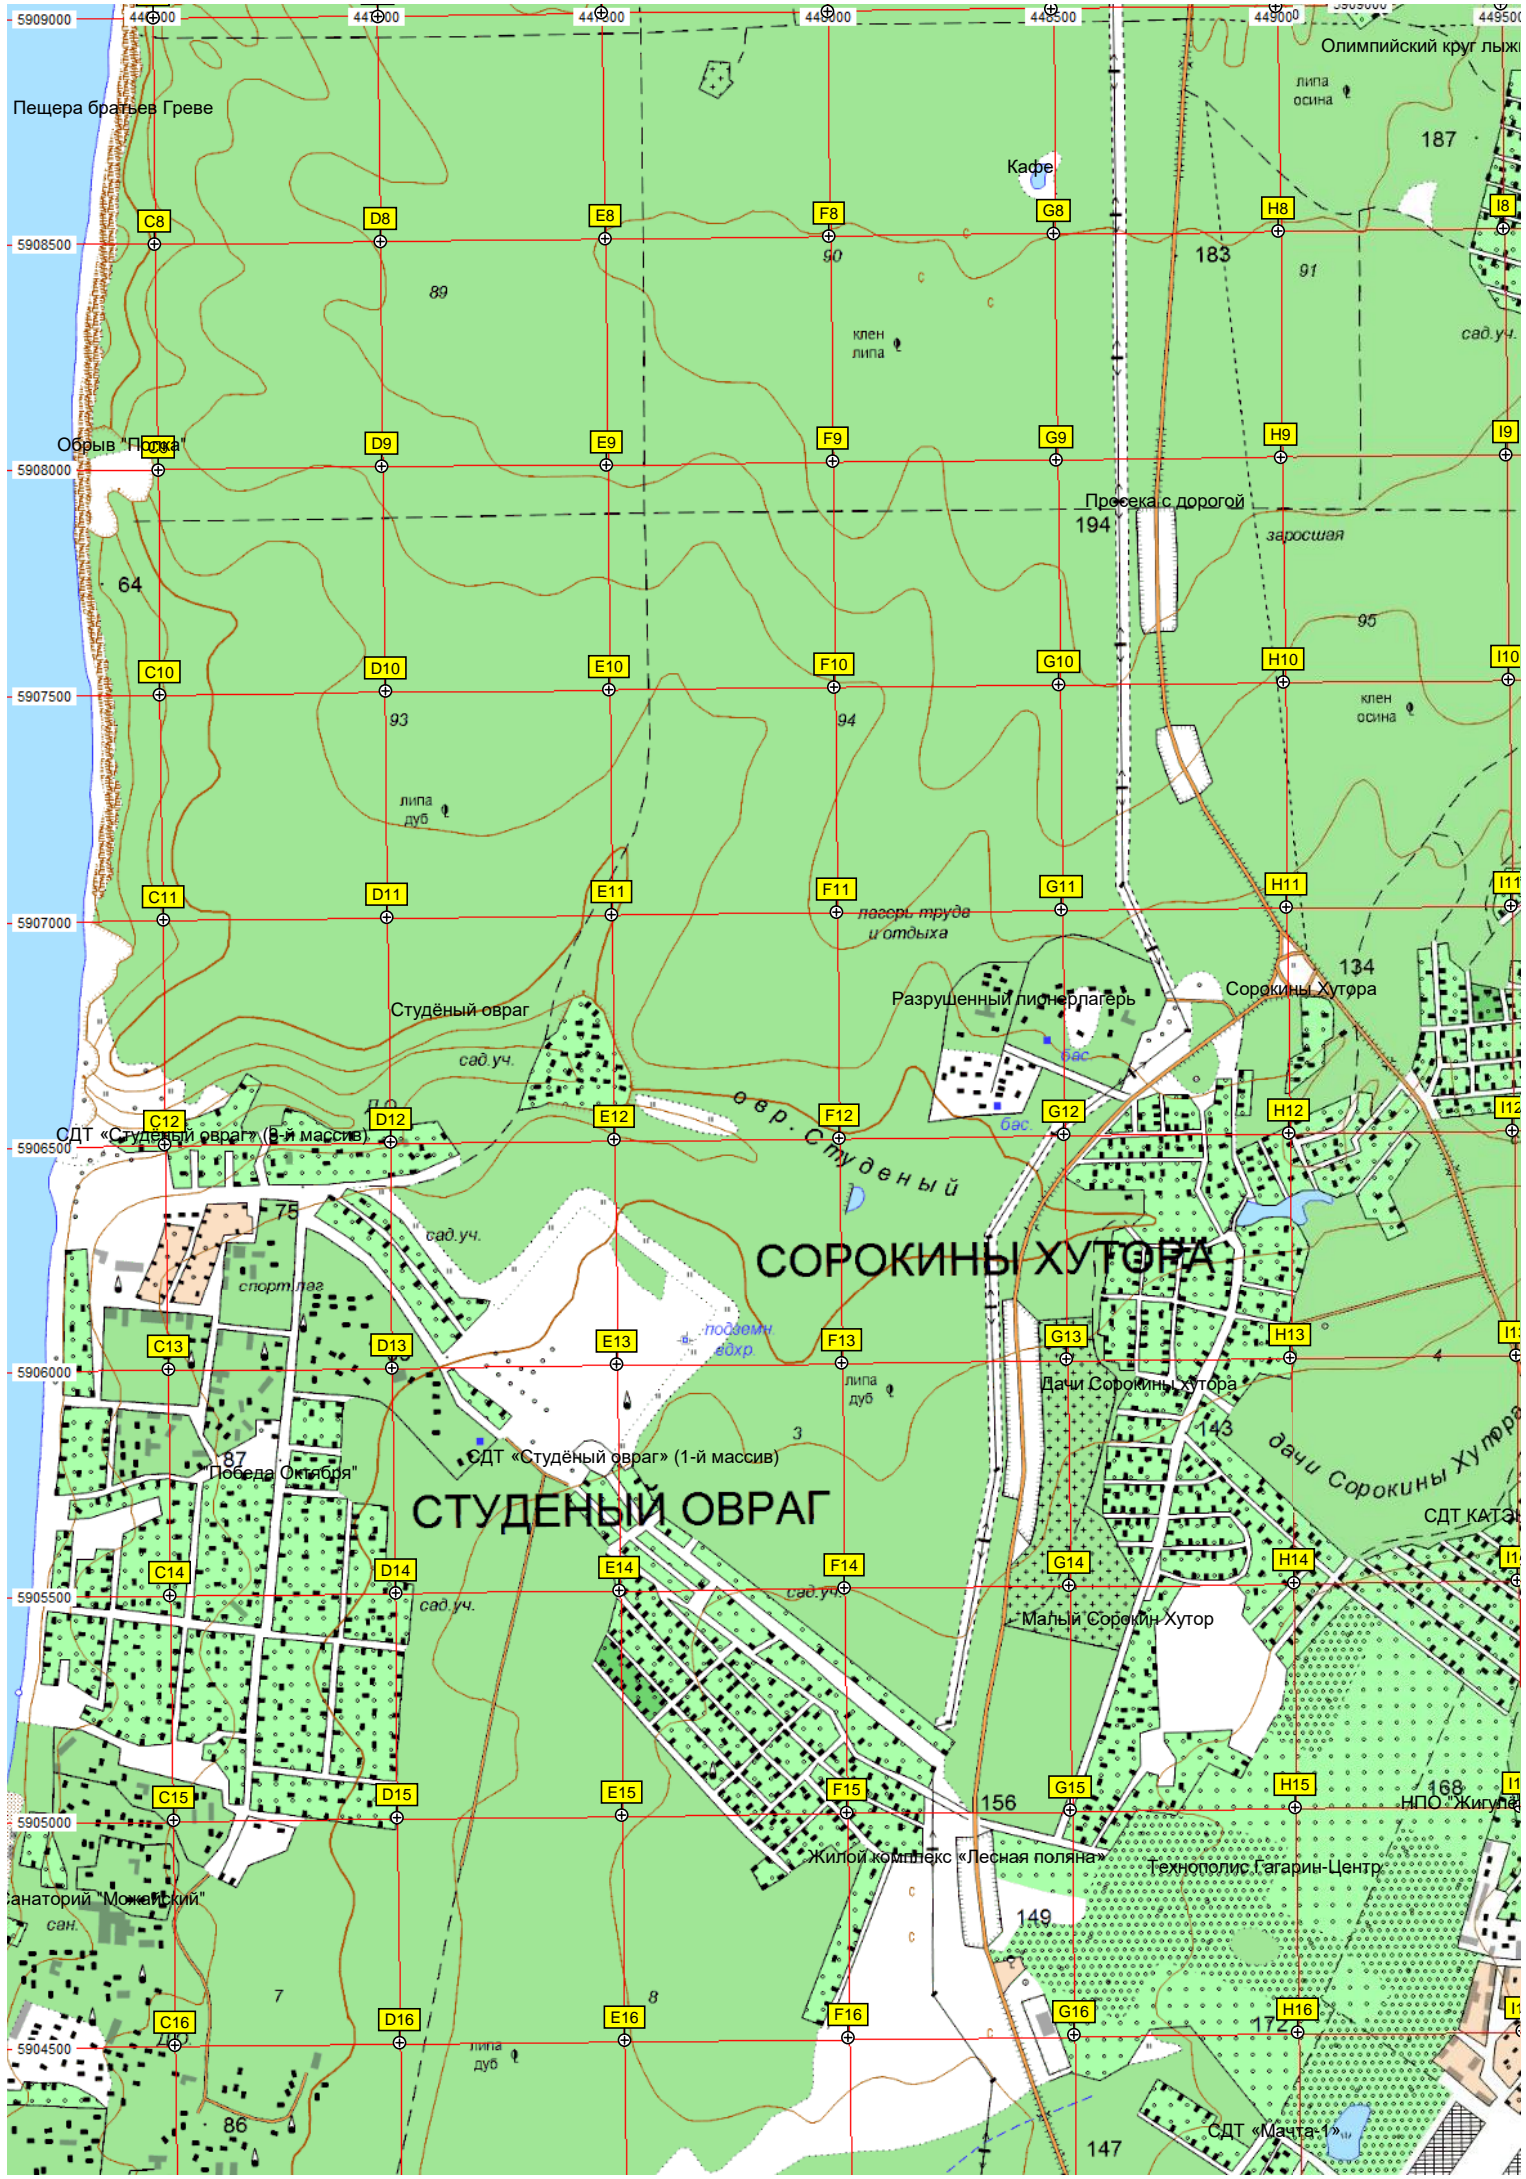 5909000
447000
448000
448500
5909000
Олимпийский круг
липа
осина
Пещера братьев Греве
187
Кафе
C8
D8
E8
F8
G8
H8
I8
5908500
90
183
91
89
с
с
с
клен
липа
сад.уч.
Обрыв "Полка"
C9
D9
E9
F9
G9
H9
I9
5908000
Просека с дорогой
194
заросшая
64
95
C10
D10
E10
F10
G10
H10
I10
5907500
93
94
клен
осина
липа
дуб
C11
D11
E11
F11
G11
H11
I11
5907000
лагерь труда
и отдыха
134
Разрушенный пионерлагерь
Сорокины Хутора
Студёный овраг
сад.уч.
бас.
Д.О.
овр. Студеный
C12
D12
E12
F12
G12
H12
I12
бас.
СДТ «Студёный овраг» (3-й массив)
5906500
75
сад.уч.
СОРОКИНЫ ХУТОРА
спорт.лаг
подземн.
вдхр.
C13
D13
E13
F13
G13
H13
5906000
4
липа
дуб
Дачи Сорокины хутора
3
143
дачи Сорокины Хутора
87
"Победа Октября"
СДТ «Студёный овраг» (1-й массив)
СТУДЕНЫЙ ОВРАГ
СДТ
C14
D14
E14
F14
G14
H14
5905500
сад.уч.
сад.уч.
Малый Сорокин Хутор
C15
D15
E15
F15
G15
H15
168
5905000
156
НПО
Жилой комплекс «Лесная поляна»
Технополис Гагарин-Центр
"Можайский"
сан.
с
149
с
7
8
C16
D16
E16
F16
G16
H16
172
с
5904500
липа
дуб
86
147
СДТ «Мачта-1»